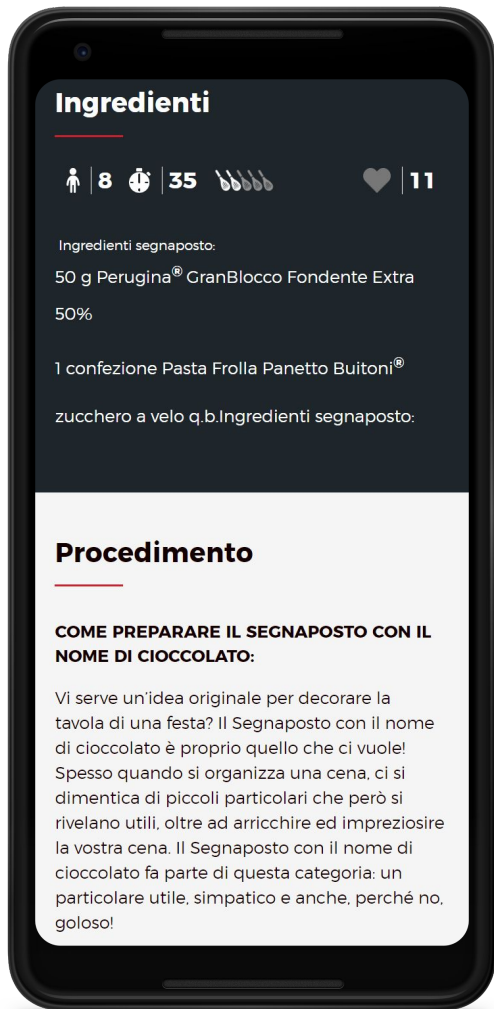 Ingredienti
8 35 11
Ingredienti segnaposto:
50 g Perugina® GranBlocco Fondente Extra
50%
1 confezione Pasta Frolla Panetto Buitoni®
zucchero a velo q.b.Ingredienti segnaposto:
Procedimento
COME PREPARARE IL SEGNAPOSTO CON IL
NOME DI CIOCCOLATO:
Vi serve un'idea originale per decorare la
tavola di una festa? Il Segnaposto con il nome
di cioccolato è proprio quello che ci vuole!
Spesso quando si organizza una cena, ci si
dimentica di piccoli particolari che però si
rivelano utili, oltre ad arricchire ed impreziosire
la vostra cena. Il Segnaposto con il nome di
cioccolato fa parte di questa categoria: un
particolare utile, simpatico e anche, perché no,
goloso!